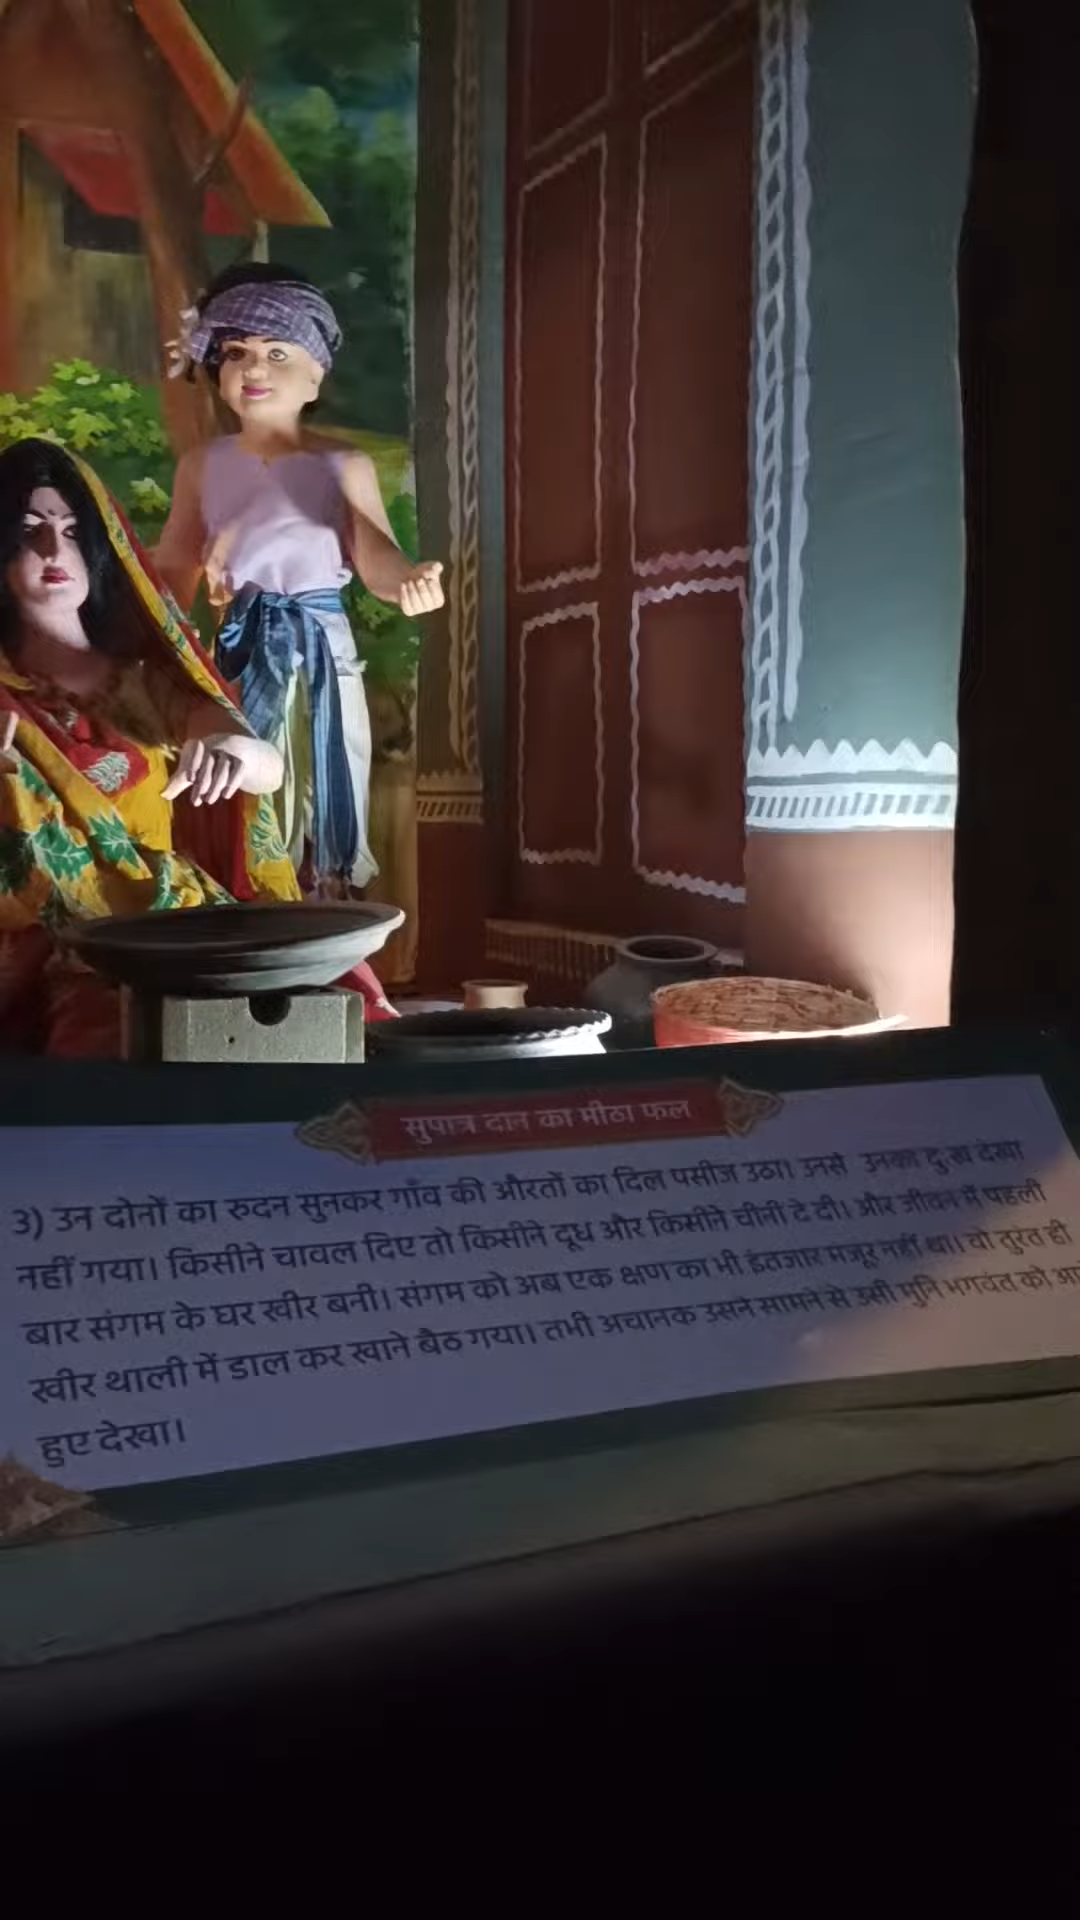 सुपात्र दान का मीठा फल
3) उन दोनों का रुदन सुनकर गाँव की औरतों का दिल पसीज उठा। उनसे उनका दुःख देखा
नहीं गया। किसीने चावल दिए तो किसीने दूध और किसीने चीनी दे दी। और जीवन में पहली
बार संगम के घर खीर बनी। संगम को अब एक क्षण का भी इंतजार मंजूर नहीं था। वो तुरंत ही
खीर थाली में डाल कर खाने बैठ गया। तभी अचानक उसने सामने से उसी मुनि भगवंत को
हुए देखा।